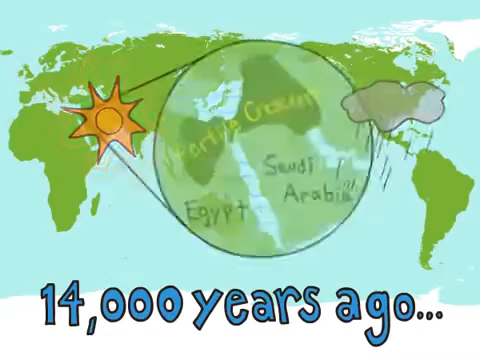 Fertile Crescent
Saudi
Arabia
Egypt
14,000 years ago...